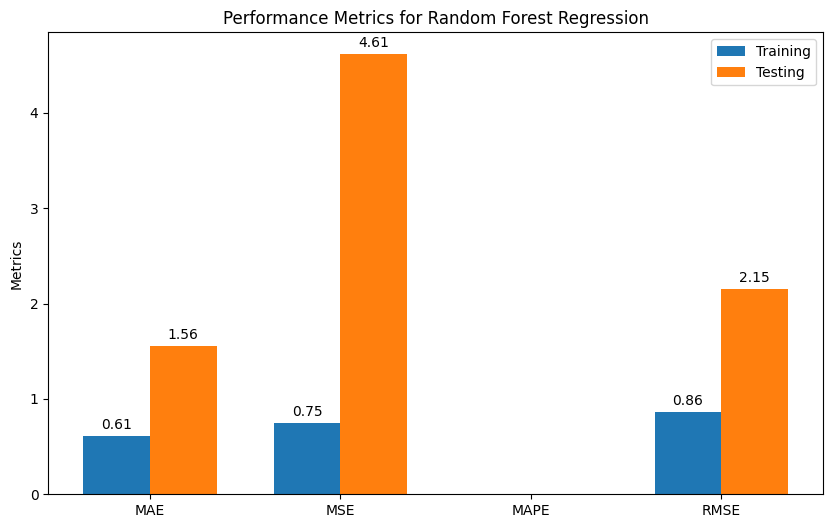 Performance Metrics for Random Forest Regression
Training
Testing
Metrics
4
3
2
1
0
0.61
1.56
0.75
4.61
0.86
2.15
MAE
MSE
MAPE
RMSE